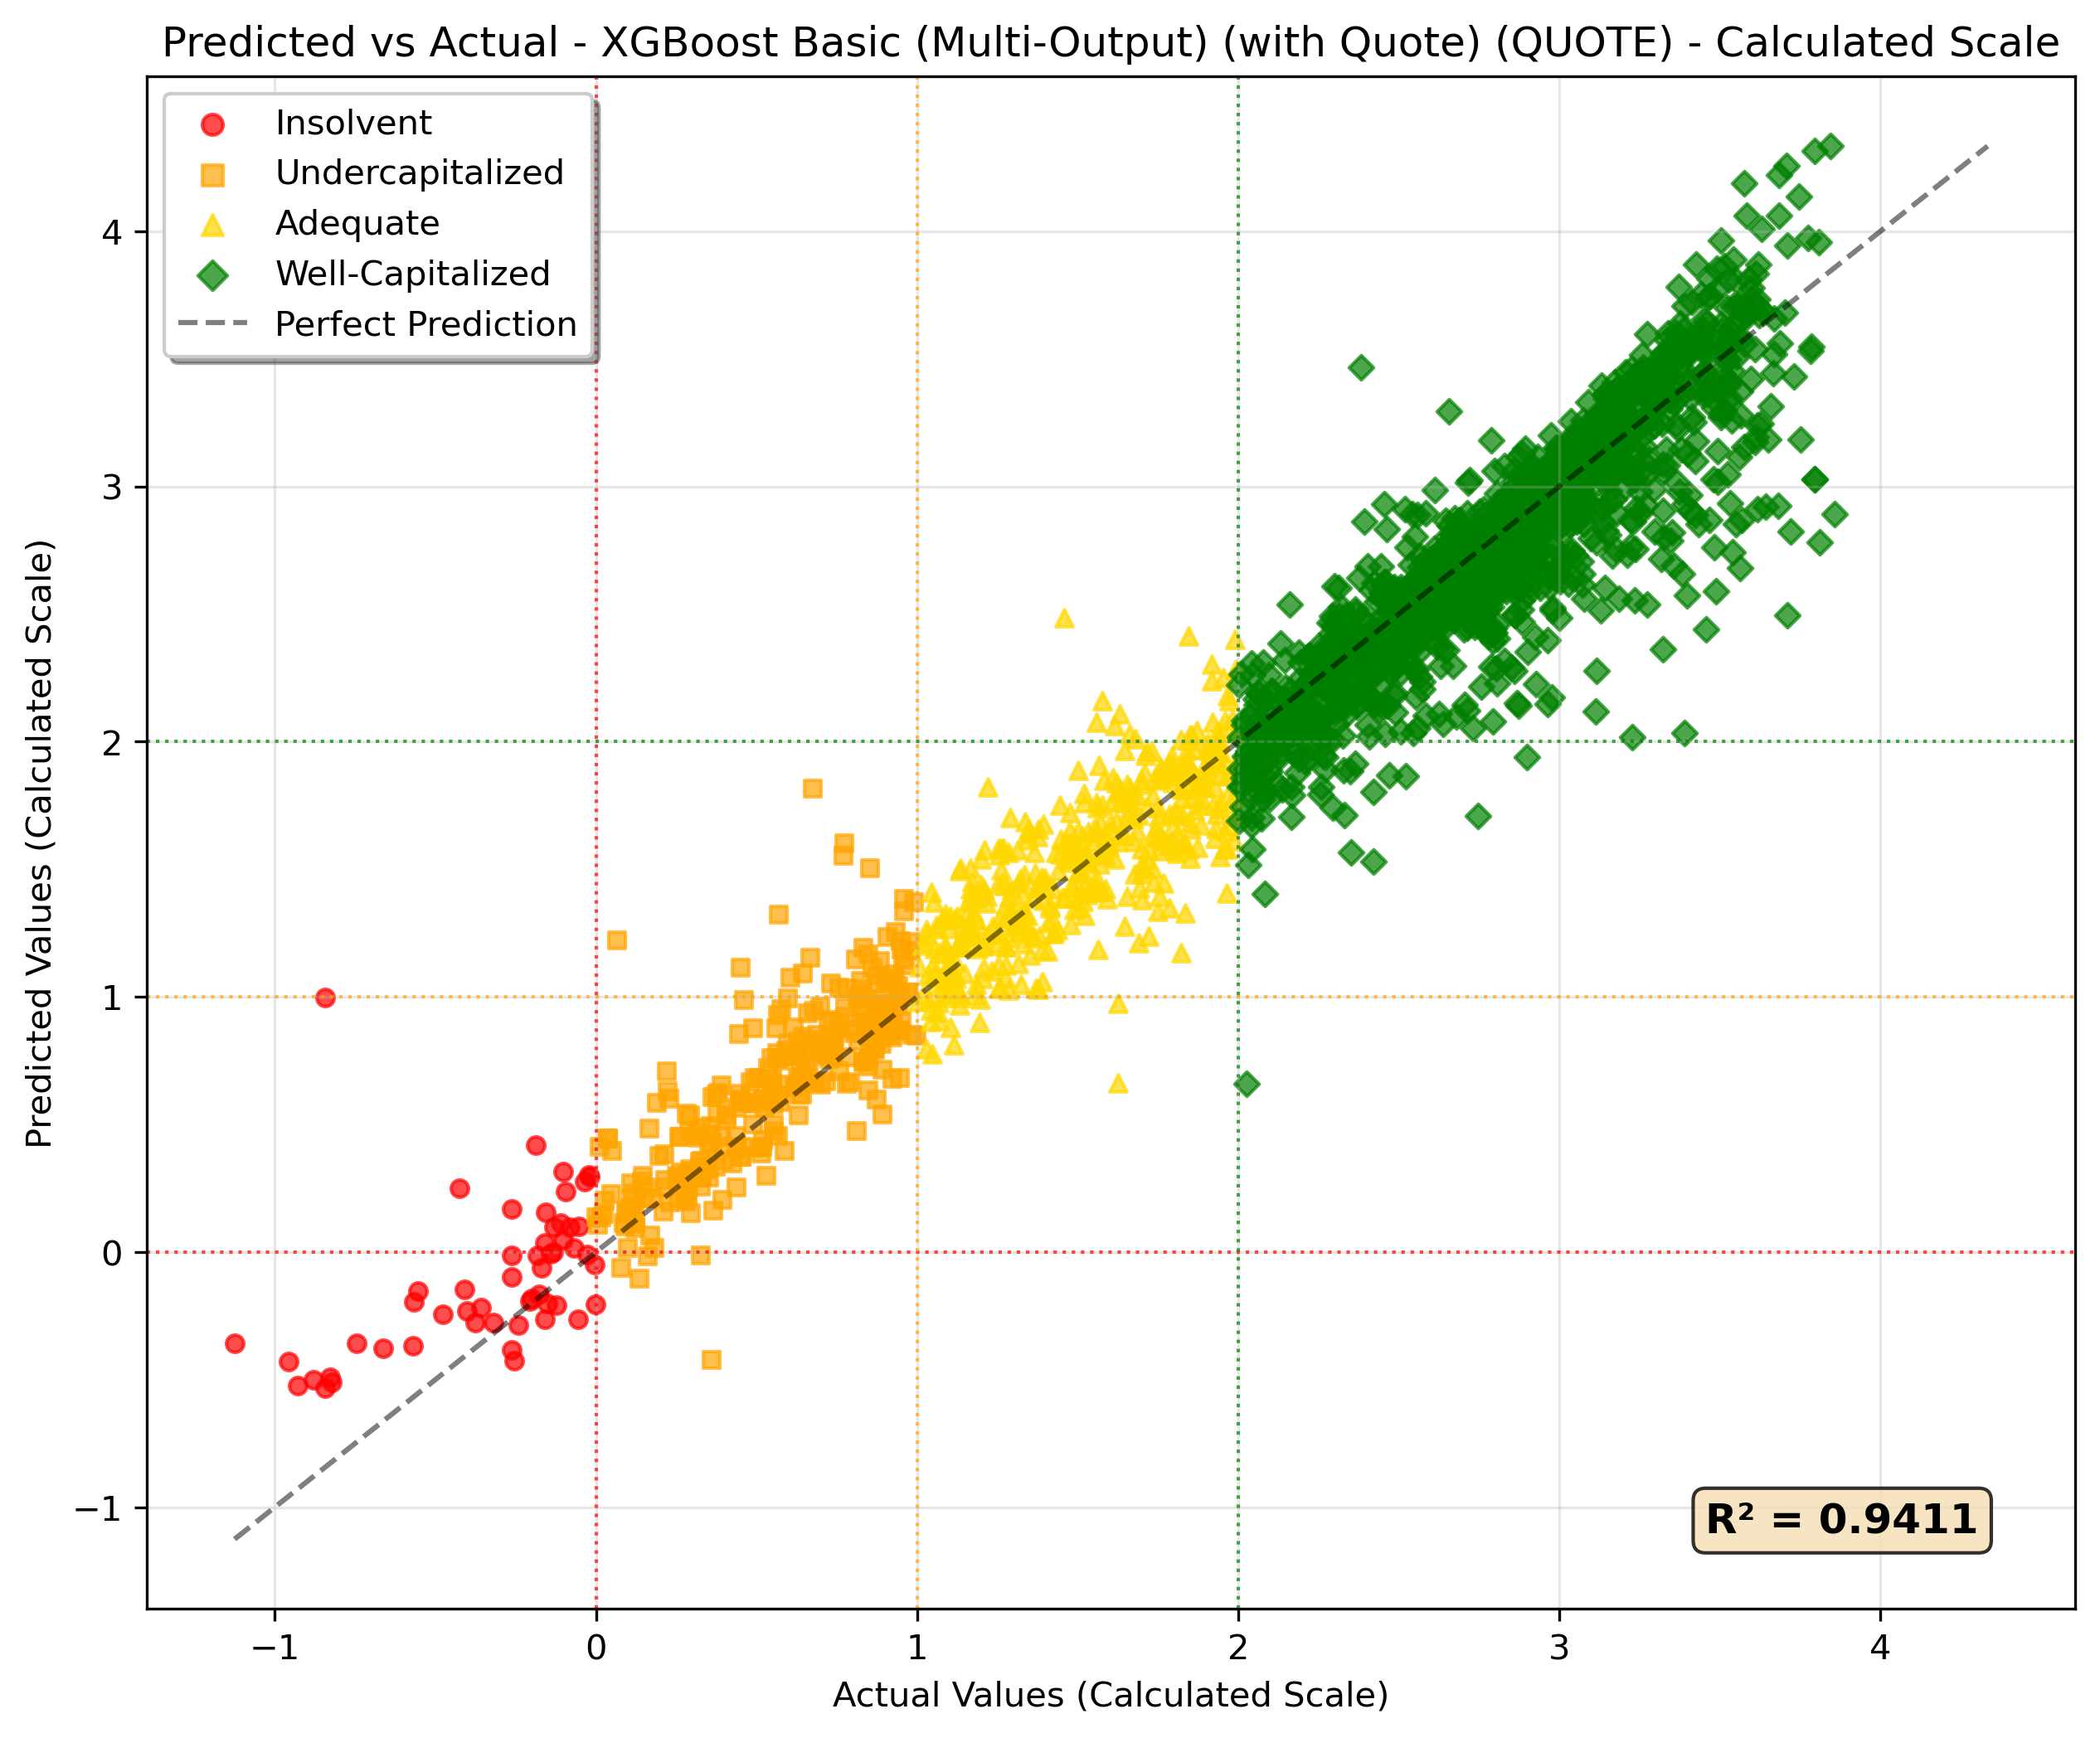 Predicted vs Actual - XGBoost Basic (Multi-Output) (with Quote) (QUOTE) - Calculated Scale
Insolvent
Undercapitalized
Adequate
Well-Capitalized
Perfect Prediction
Predicted Values (Calculated Scale)
4
3
2
1
0
−1
R² = 0.9411
−1 0 1 2 3 4
Actual Values (Calculated Scale)